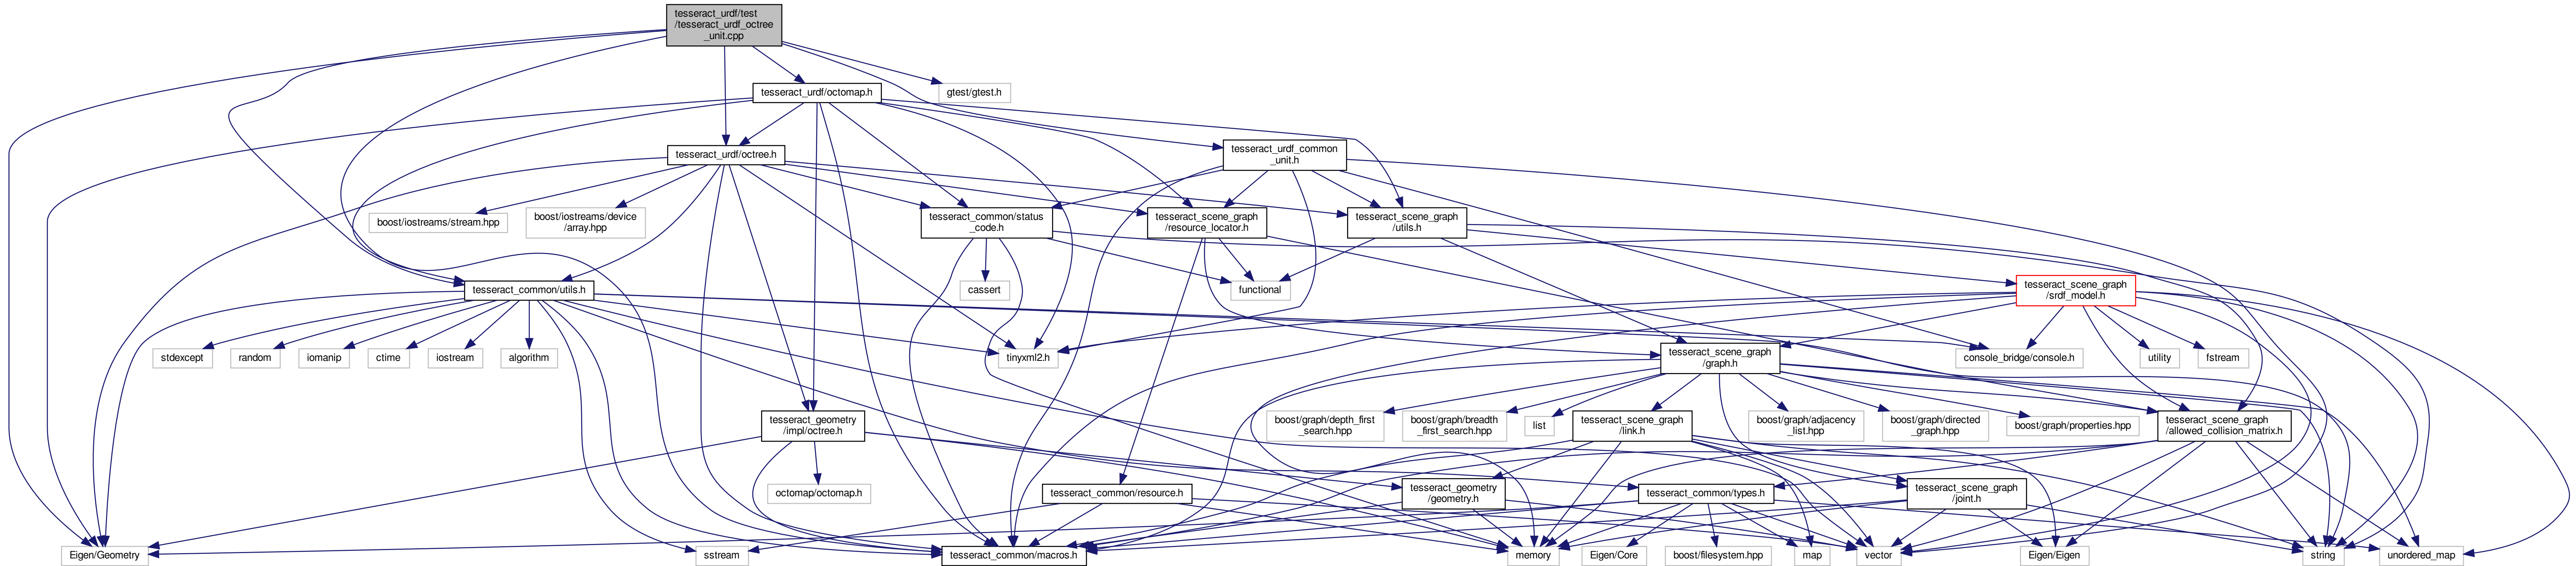 tesseract_urdf/test
/tesseract_urdf_octree
_unit.cpp
tesseract_urdf/octomap.h
gtest/gtest.h
tesseract_urdf/octree.h
tesseract_urdf_common
_unit.h
boost/iostreams/stream.hpp
boost/iostreams/device
/array.hpp
tesseract_common/status
_code.h
tesseract_scene_graph
/resource_locator.h
tesseract_scene_graph
/utils.h
tesseract_common/utils.h
cassert
functional
tesseract_scene_graph
/srdf_model.h
stdexcept
random
iomanip
ctime
iostream
algorithm
tinyxml2.h
tesseract_scene_graph
/graph.h
console_bridge/console.h
utility
fstream
tesseract_geometry
/impl/octree.h
boost/graph/depth_first
_search.hpp
boost/graph/breadth
_first_search.hpp
list
tesseract_scene_graph
/link.h
boost/graph/adjacency
_list.hpp
boost/graph/directed
_graph.hpp
boost/graph/properties.hpp
tesseract_scene_graph
/allowed_collision_matrix.h
octomap/octomap.h
tesseract_common/resource.h
tesseract_geometry
/geometry.h
tesseract_common/types.h
tesseract_scene_graph
/joint.h
Eigen/Geometry
sstream
tesseract_common/macros.h
memory
Eigen/Core
boost/filesystem.hpp
map
vector
Eigen/Eigen
string
unordered_map